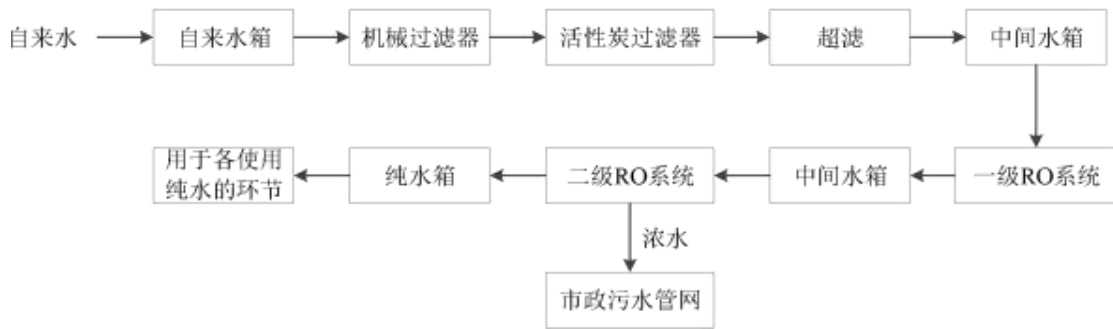 自来水
自来水箱
机械过滤器
活性炭过滤器
超滤
中间水箱
一级RO系统
中间水箱
二级RO系统
纯水箱
用于各使用
纯水的环节
浓水
市政污水管网